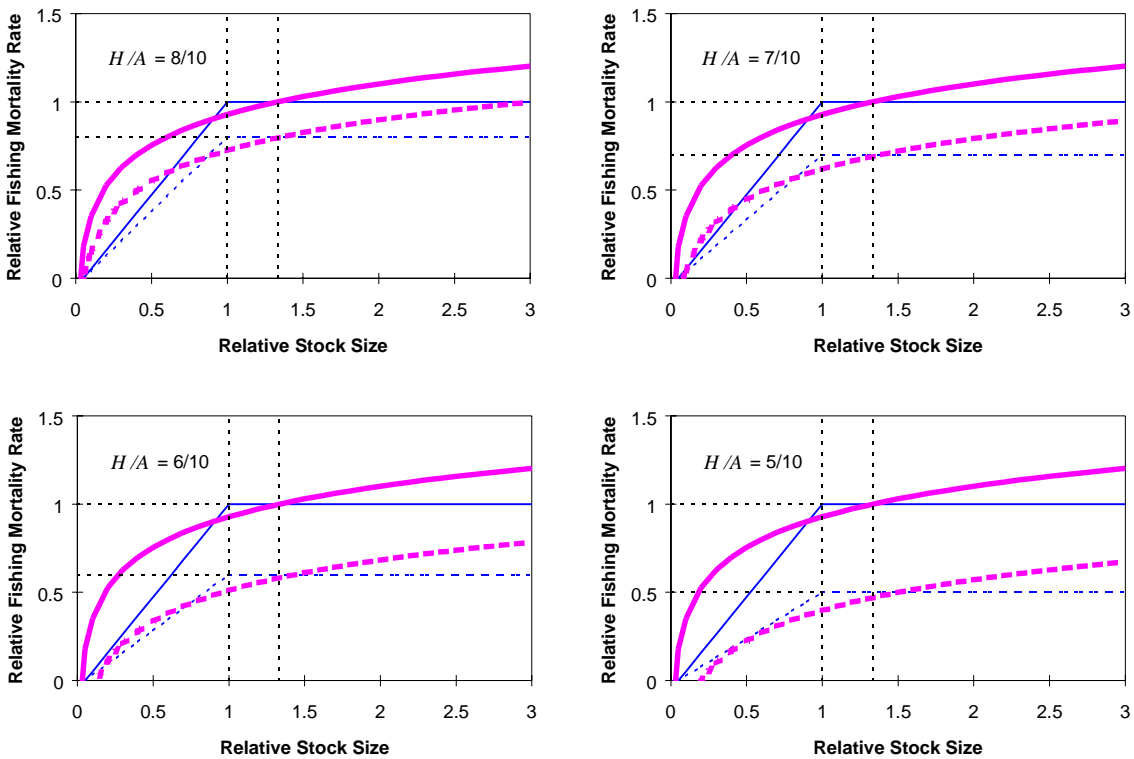 Relative Fishing Mortality Rate
1.5
1
0.5
0
H/A = 8/10
0 0.5 1 1.5 2 2.5 3
Relative Stock Size
Relative Fishing Mortality Rate
1.5
1
0.5
0
H/A = 7/10
0 0.5 1 1.5 2 2.5 3
Relative Stock Size
Relative Fishing Mortality Rate
1.5
1
0.5
0
H/A = 6/10
0 0.5 1 1.5 2 2.5 3
Relative Stock Size
Relative Fishing Mortality Rate
1.5
1
0.5
0
H/A = 5/10
0 0.5 1 1.5 2 2.5 3
Relative Stock Size